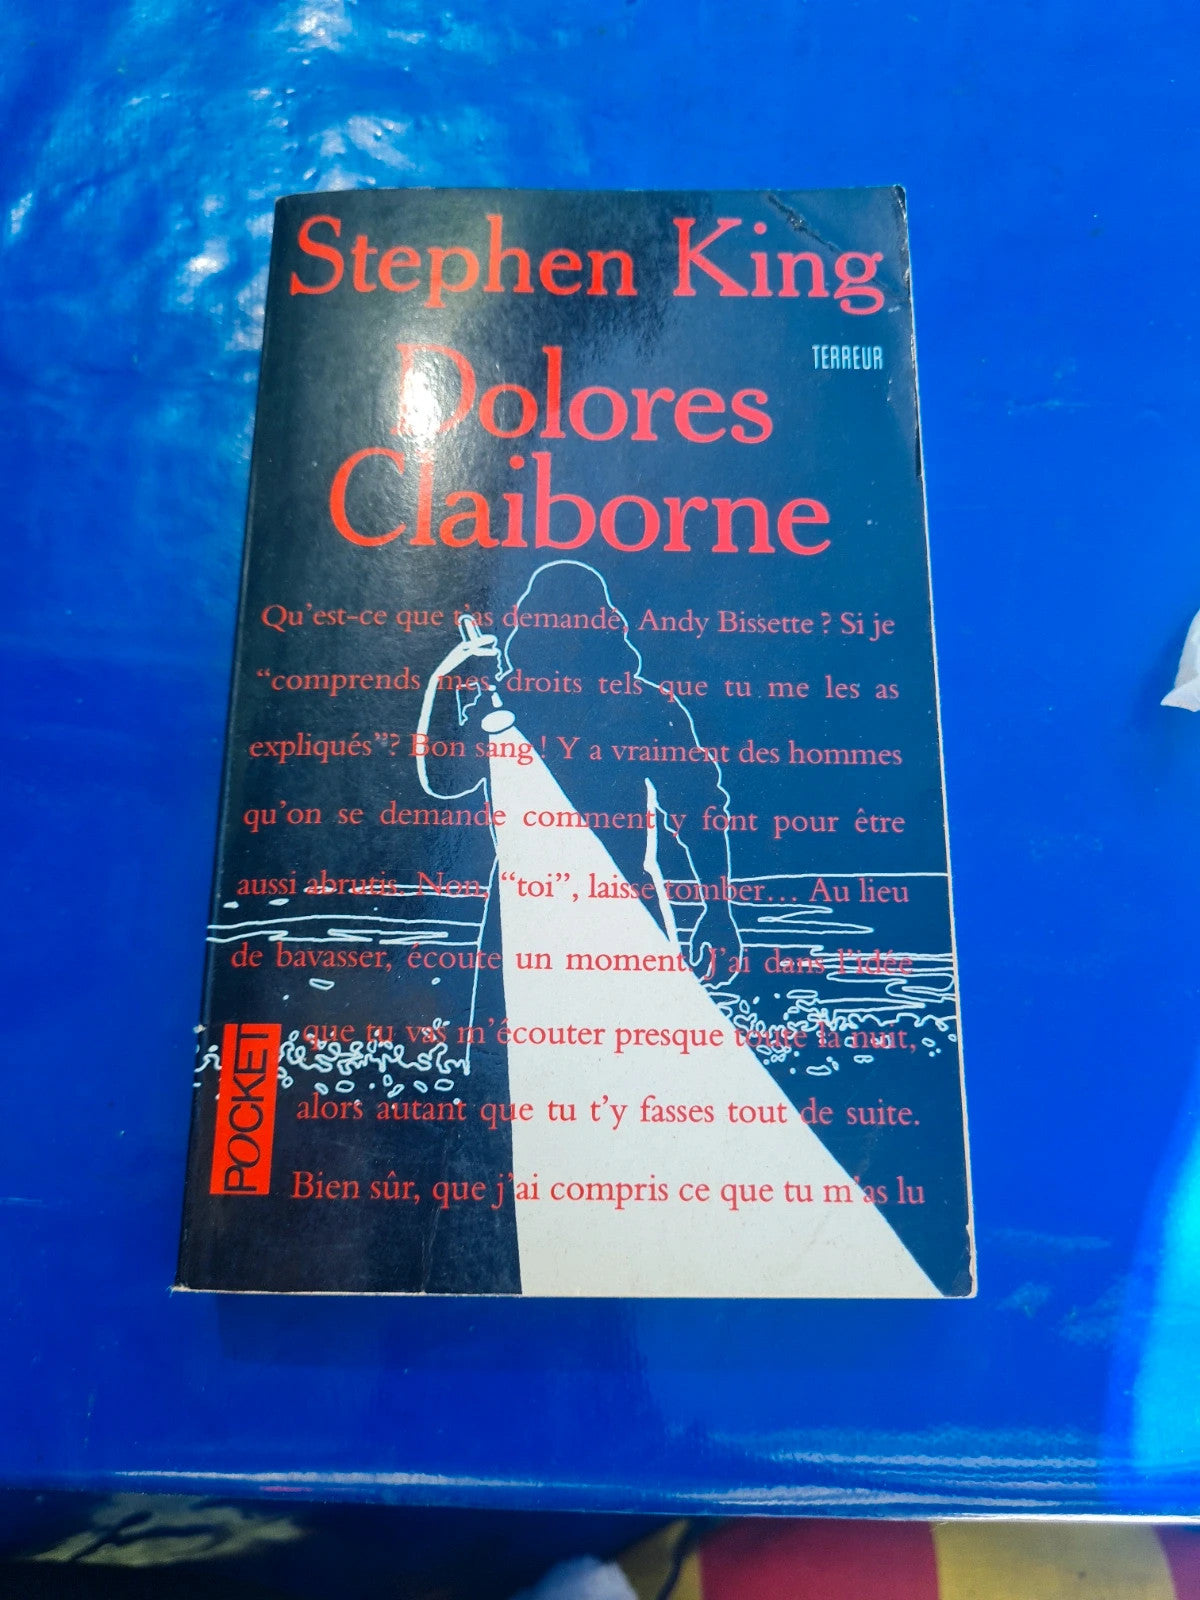 Stephen King
TERREUR
Dolores
Claiborne
Qu'est-ce que t'as demandé, Andy Bissette ? Si je
“comprends mes droits tels que tu me les as
expliqués”? Bon sang ! Y a vraiment des hommes
qu'on se demande comment y font pour être
aussi abrutis. Non, “toi”, laisse tomber... Au lieu
de bavasser, écoute un moment. J'ai dans l'idée
que tu vas m'écouter presque toute la nuit,
alors autant que tu t'y fasses tout de suite.
Bien sûr, que j'ai compris ce que tu m'as lu
POCKET